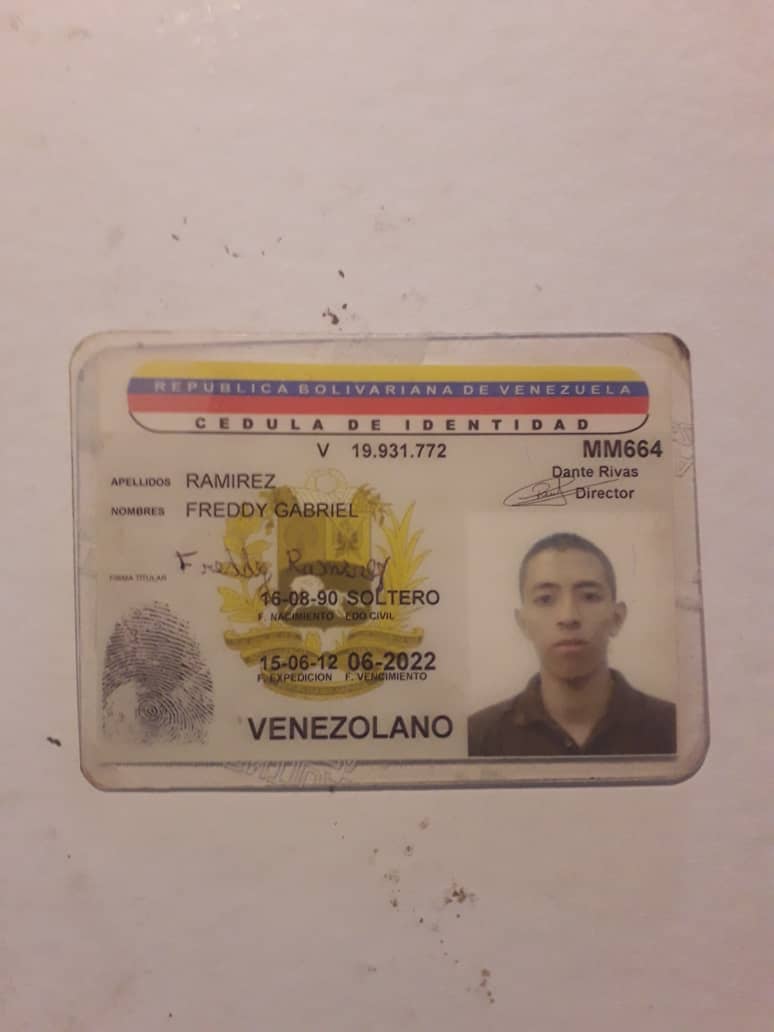 REPUBLICA BOLIVARIANA DE VENEZUELA
CEDULA DE IDENTIDAD
V 19.931.772
MM664
Dante Rivas
Director
APELLIDOS RAMIREZ
NOMBRES FREDDY GABRIEL
Freddy Ramirez
FIRMA TITULAR
16-08-90 SOLTERO
F. NACIMIENTO EDO CIVIL
15-06-12 06-2022
F. EXPEDICION F. VENCIMIENTO
VENEZOLANO